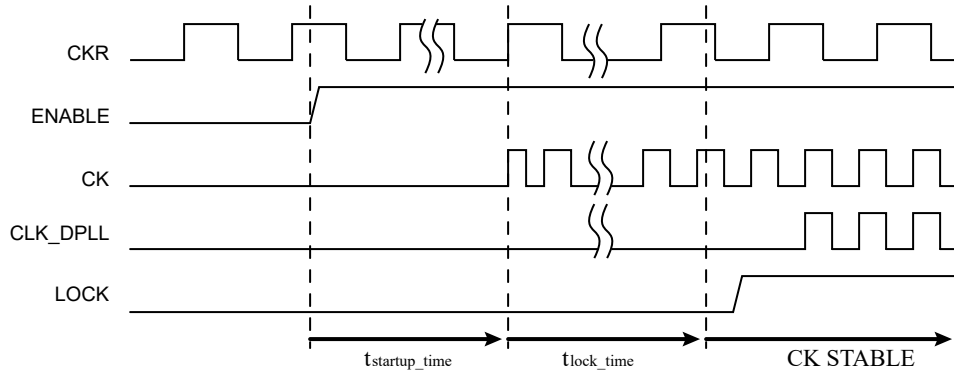 CKR
ENABLE
CK
CLK_DPLL
LOCK
tstartup_time
tlock_time
CK STABLE